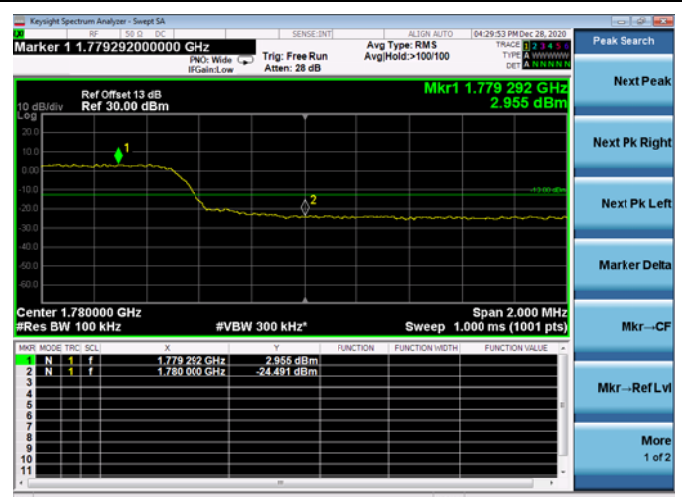 Keysight Spectrum Analyzer - Swept SA
RF 50 Ω DC SENSE:INT ALIGN AUTO 04:29:53 PM Dec 28, 2020
Marker 1 1.779292000000 GHz
PNO: Wide
IFGain:Low
Trig: Free Run
Atten: 28 dB
Avg Type: RMS
Avg|Hold:>100/100
TRACE 1 2 3 4 5 6
TYPE A WWWWW
DET A N N N N N
Peak Search
Ref Offset 13 dB
10 dB/div Ref 30.00 dBm
Log
Mkr1 1.779 292 GHz
2.955 dBm
20.0
10.0
0.00
-10.0
-20.0
-30.0
-40.0
-50.0
-60.0
1
2
-13.00 dBm
Center 1.780000 GHz Span 2.000 MHz
#Res BW 100 kHz #VBW 300 kHz* Sweep 1.000 ms (1001 pts)
MKR MODE TRC SCL X Y FUNCTION FUNCTION WIDTH FUNCTION VALUE
1 N 1 f 1.779 292 GHz 2.955 dBm
2 N 1 f 1.780 000 GHz -24.491 dBm
3
4
5
6
7
8
9
10
11
Next Peak
Next Pk Right
Next Pk Left
Marker Delta
Mkr→CF
Mkr→Ref Lvl
More
1 of 2